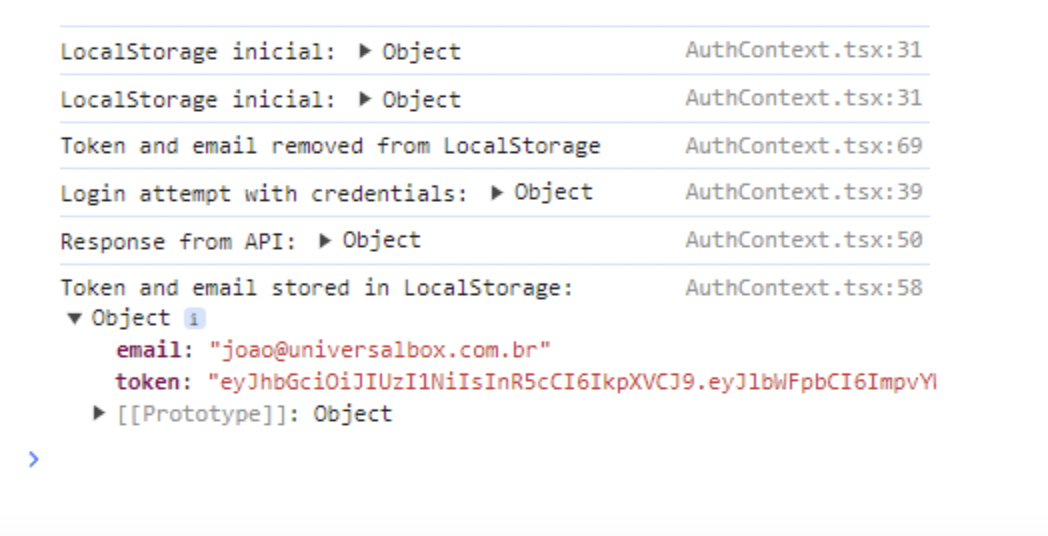 LocalStorage inicial: ▶ Object AuthContext.tsx:31
LocalStorage inicial: ▶ Object AuthContext.tsx:31
Token and email removed from LocalStorage AuthContext.tsx:69
Login attempt with credentials: ▶ Object AuthContext.tsx:39
Response from API: ▶ Object AuthContext.tsx:50
Token and email stored in LocalStorage: AuthContext.tsx:58
▼ Object i
email: "joao@universalbox.com.br"
token: "eyJhbGciOiJIUzI1NiIsInR5cCI6IkpXVCJ9.eyJlbWFpbCI6ImpvY
▶ [[Prototype]]: Object
>